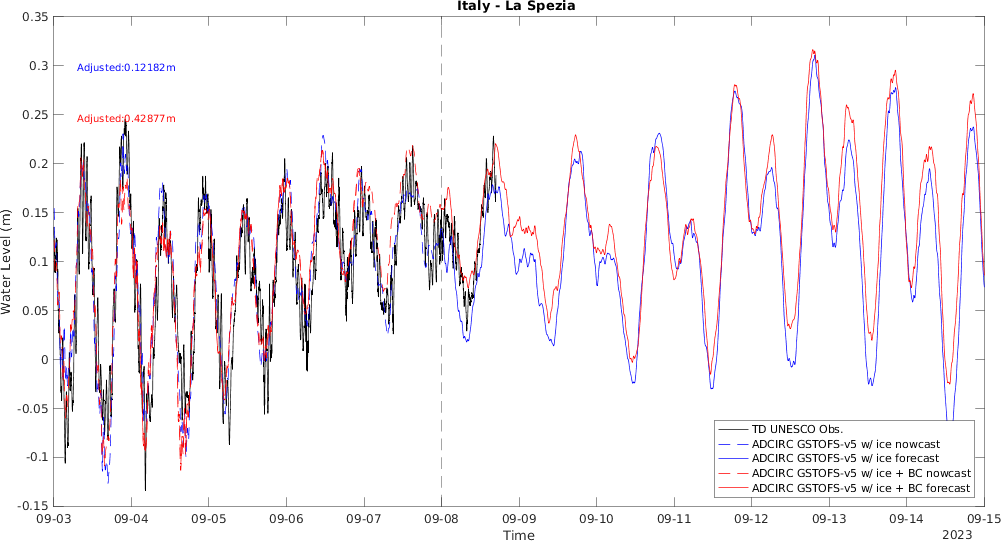 Italy - La Spezia
0.35
0.3
0.25
0.2
0.15
0.1
0.05
0
-0.05
-0.1
-0.15
Water Level (m)
Adjusted:0.12182m
Adjusted:0.42877m
TD UNESCO Obs.
ADCIRC GSTOFS-v5 w/ ice nowcast
ADCIRC GSTOFS-v5 w/ ice forecast
ADCIRC GSTOFS-v5 w/ ice + BC nowcast
ADCIRC GSTOFS-v5 w/ ice + BC forecast
09-03 09-04 09-05 09-06 09-07 09-08 09-09 09-10 09-11 09-12 09-13 09-14 09-15
Time
2023